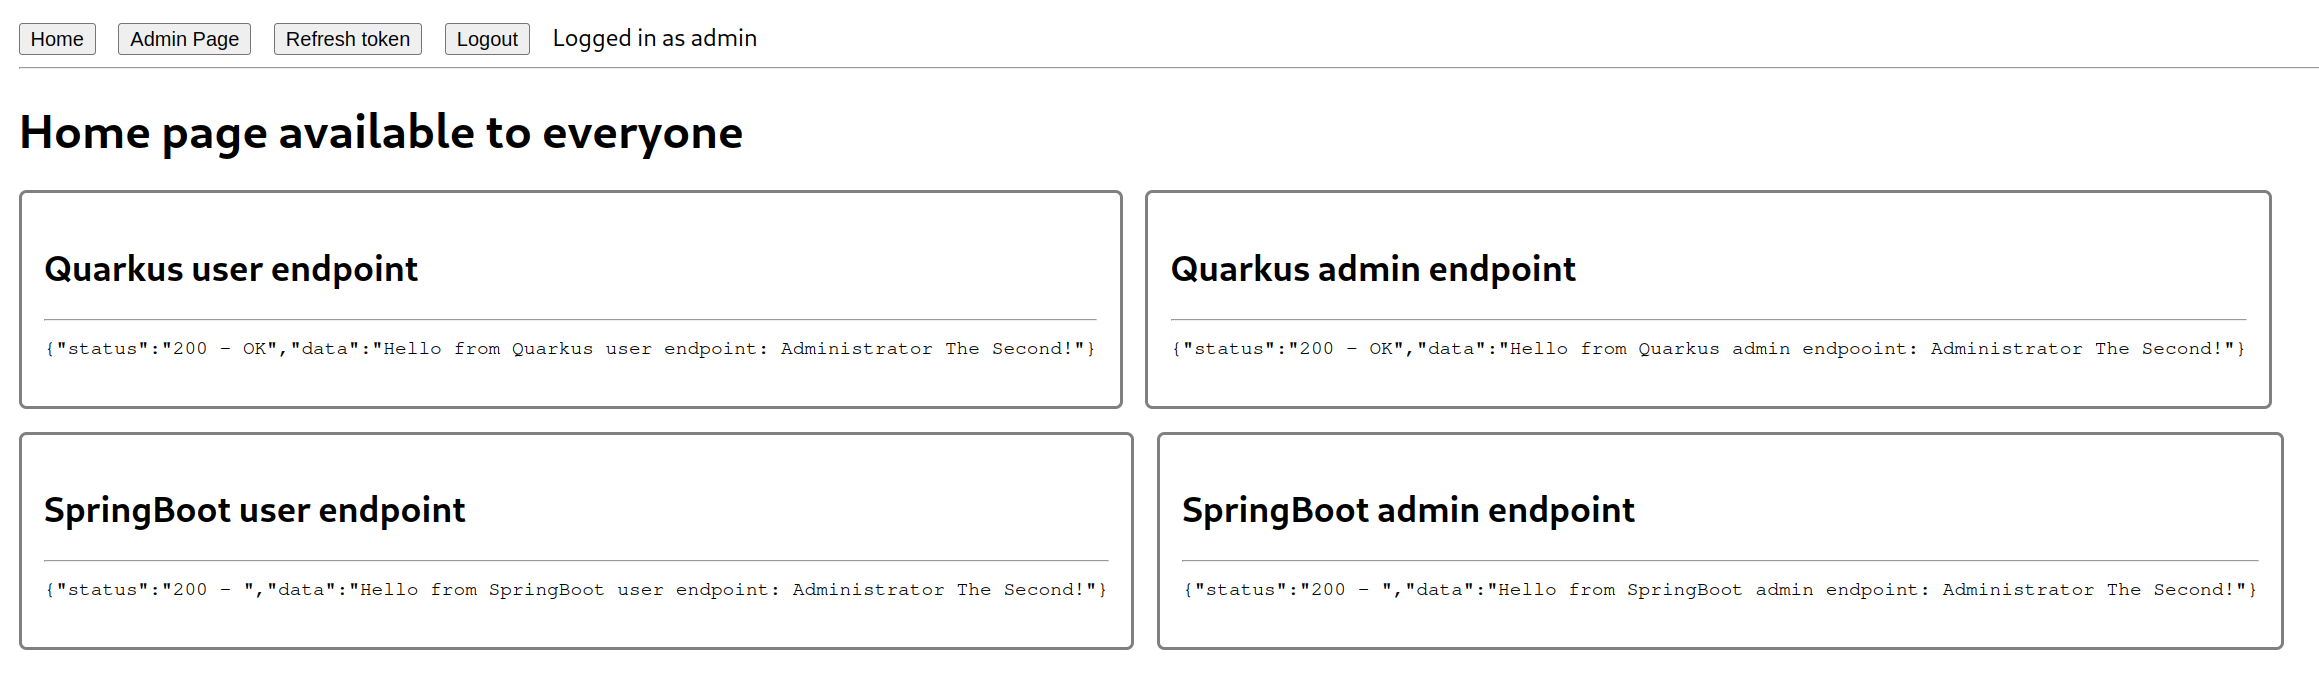 Home Admin Page Refresh token Logout Logged in as admin
Home page available to everyone
Quarkus user endpoint
{"status":"200 - OK","data":"Hello from Quarkus user endpoint: Administrator The Second!"}
Quarkus admin endpoint
{"status":"200 - OK","data":"Hello from Quarkus admin endpooint: Administrator The Second!"}
SpringBoot user endpoint
{"status":"200 - ","data":"Hello from SpringBoot user endpoint: Administrator The Second!"}
SpringBoot admin endpoint
{"status":"200 - ","data":"Hello from SpringBoot admin endpoint: Administrator The Second!"}